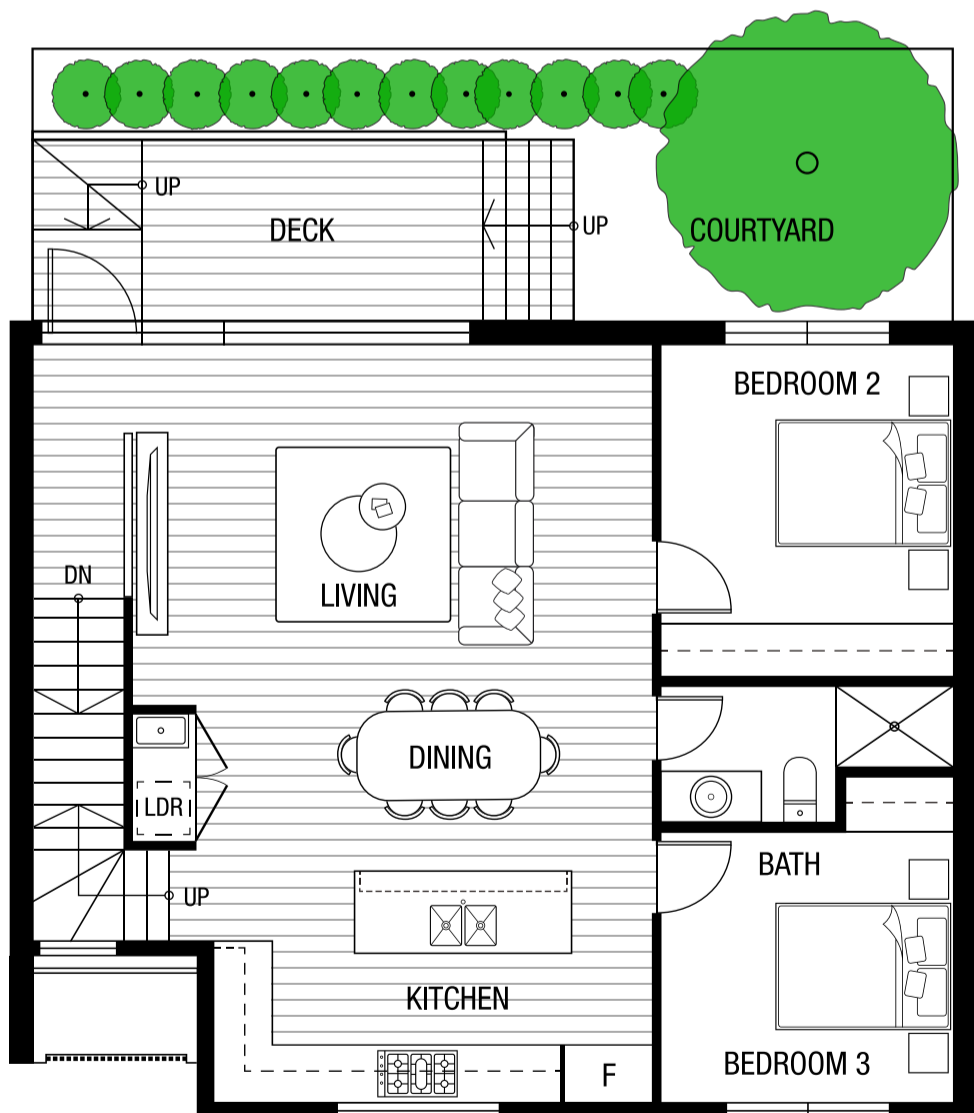 UP
DECK
UP
COURTYARD
BEDROOM 2
DN
LIVING
DINING
LDR
BATH
UP
KITCHEN
BEDROOM 3
F